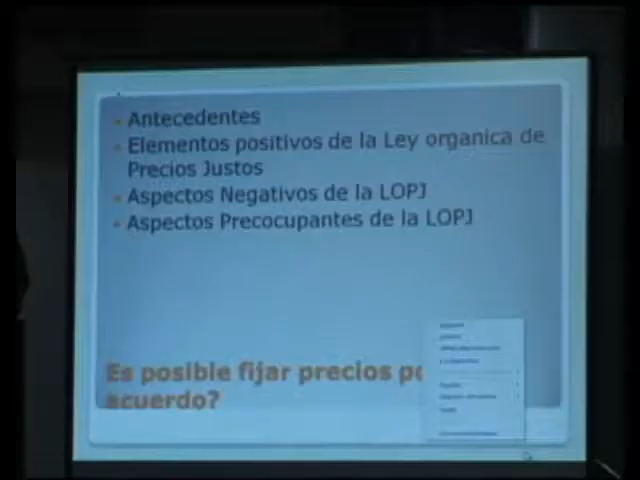 Antecedentes
Elementos positivos de la Ley organica de
Precios Justos
Aspectos Negativos de la LOPJ
Aspectos Precocupantes de la LOPJ
Es posible fijar precios
acuerdo?